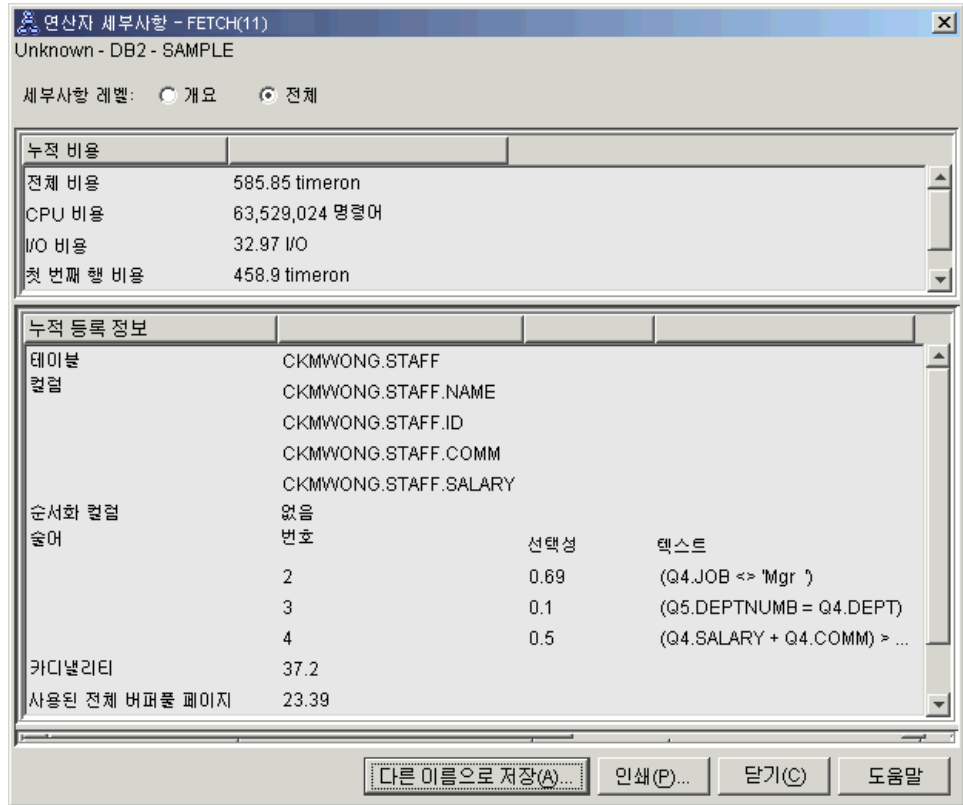 연산자 세부사항 - FETCH(11)
Unknown - DB2 - SAMPLE
세부사항 레벨: 개요 전체
누적 비용
전체 비용 585.85 timeron
CPU 비용 63,529,024 명령어
I/O 비용 32.97 I/O
첫 번째 행 비용 458.9 timeron
누적 등록 정보
테이블 CKMWONG.STAFF
컬럼 CKMWONG.STAFF.NAME
CKMWONG.STAFF.ID
CKMWONG.STAFF.COMM
CKMWONG.STAFF.SALARY
순서화 컬럼 없음
술어 번호 선택성 텍스트
2 0.69 (Q4.JOB <> 'Mgr ')
3 0.1 (Q5.DEPTNUMB = Q4.DEPT)
4 0.5 (Q4.SALARY + Q4.COMM) > ...
카디낼리티 37.2
사용된 전체 버퍼풀 페이지 23.39
다른 이름으로 저장(A)... 인쇄(P)... 닫기(C) 도움말